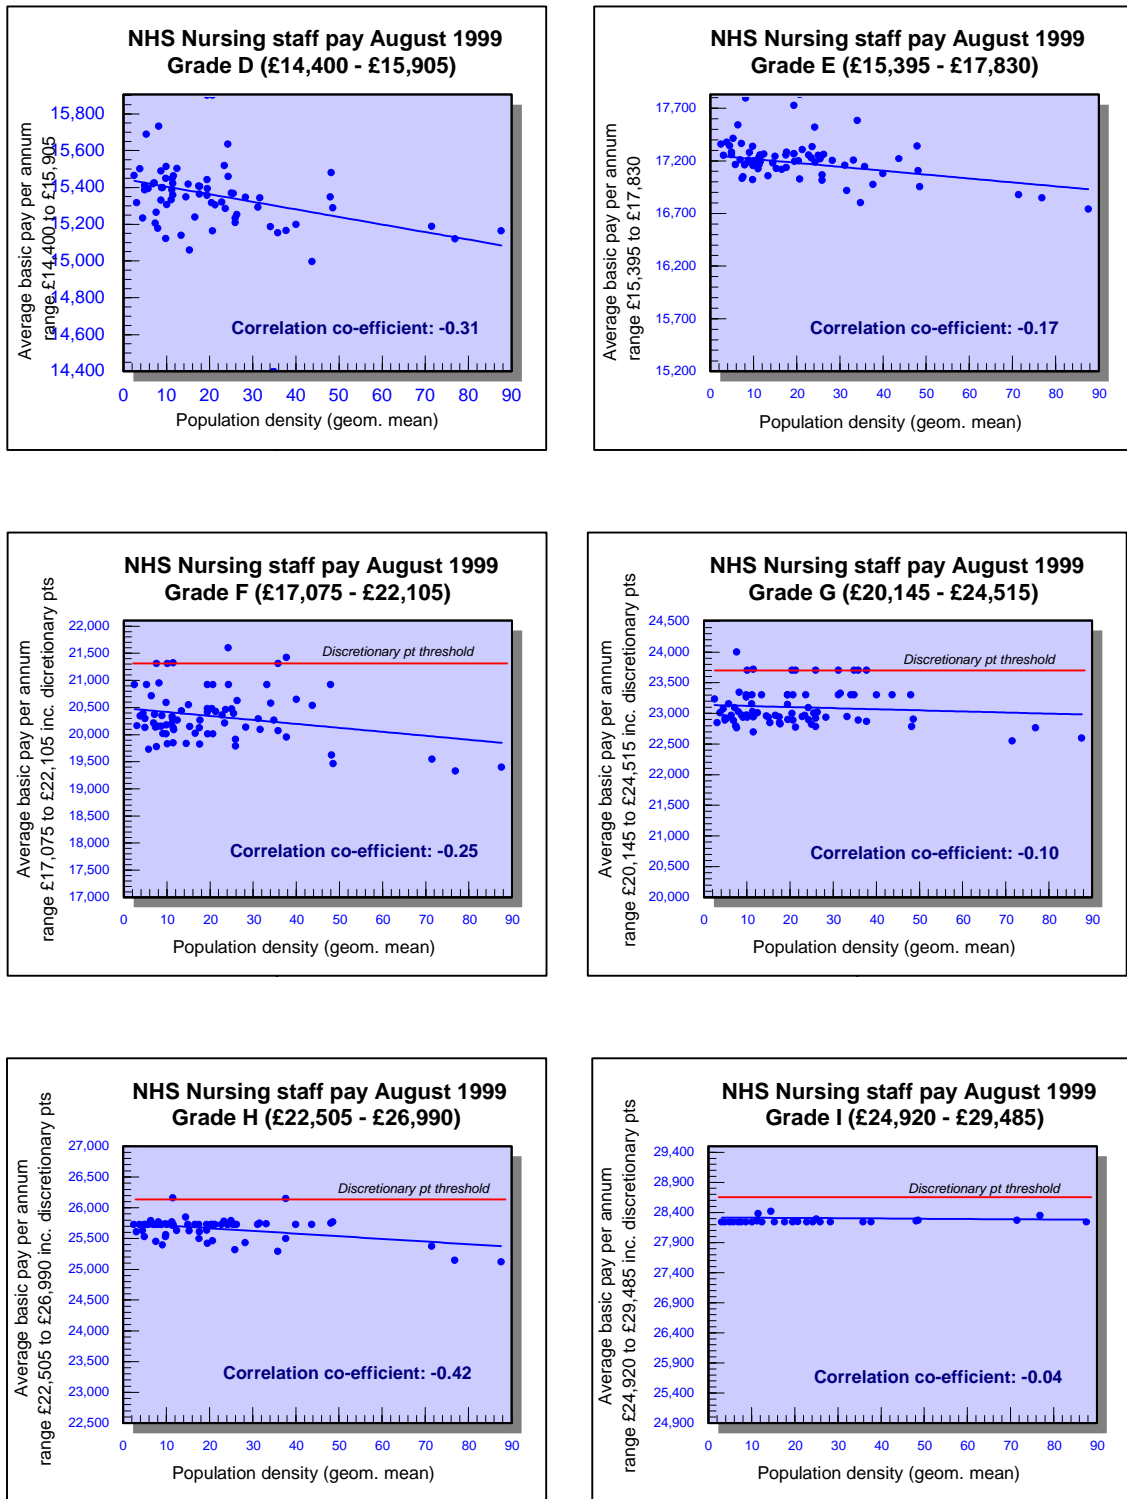 NHS Nursing staff pay August 1999
Grade D (£14,400 - £15,905)
Average basic pay per annum
range £14,400 to £15,905
15,800
15,600
15,400
15,200
15,000
14,800
14,600
14,400
Correlation co-efficient: -0.31
0 10 20 30 40 50 60 70 80 90
Population density (geom. mean)
NHS Nursing staff pay August 1999
Grade E (£15,395 - £17,830)
Average basic pay per annum
range £15,395 to £17,830
17,700
17,200
16,700
16,200
15,700
15,200
Correlation co-efficient: -0.17
0 10 20 30 40 50 60 70 80 90
Population density (geom. mean)
NHS Nursing staff pay August 1999
Grade F (£17,075 - £22,105)
Average basic pay per annum
range £17,075 to £22,105 inc. dicretionary pts
22,000
21,500
21,000
20,500
20,000
19,500
19,000
18,500
18,000
17,500
17,000
Discretionary pt threshold
Correlation co-efficient: -0.25
0 10 20 30 40 50 60 70 80 90
Population density (geom. mean)
NHS Nursing staff pay August 1999
Grade G (£20,145 - £24,515)
Average basic pay per annum
range £20,145 to £24,515 inc. discretionary pts
24,500
24,000
23,500
23,000
22,500
22,000
21,500
21,000
20,500
20,000
Discretionary pt threshold
Correlation co-efficient: -0.10
0 10 20 30 40 50 60 70 80 90
Population density (geom. mean)
NHS Nursing staff pay August 1999
Grade H (£22,505 - £26,990)
Average basic pay per annum
range £22,505 to £26,990 inc. discretionary pts
27,000
26,500
26,000
25,500
25,000
24,500
24,000
23,500
23,000
22,500
Discretionary pt threshold
Correlation co-efficient: -0.42
0 10 20 30 40 50 60 70 80 90
Population density (geom. mean)
NHS Nursing staff pay August 1999
Grade I (£24,920 - £29,485)
Average basic pay per annum
range £24,920 to £29,485 inc. discretionary pts
29,400
28,900
28,400
27,900
27,400
26,900
26,400
25,900
25,400
24,900
Discretionary pt threshold
Correlation co-efficient: -0.04
0 10 20 30 40 50 60 70 80 90
Population density (geom. mean)